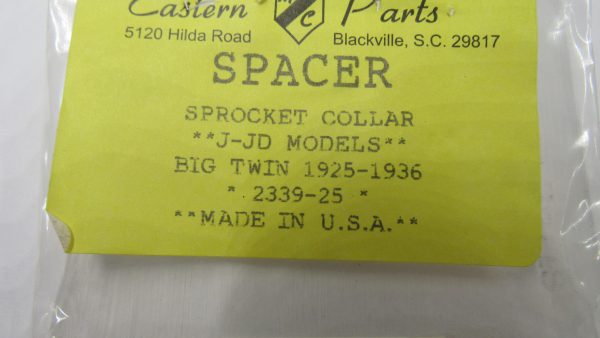 Eastern M C Parts
5120 Hilda Road Blackville, S.C. 29817
SPACER
SPROCKET COLLAR
**J-JD MODELS**
BIG TWIN 1925-1936
* 2339-25 *
**MADE IN U.S.A.**